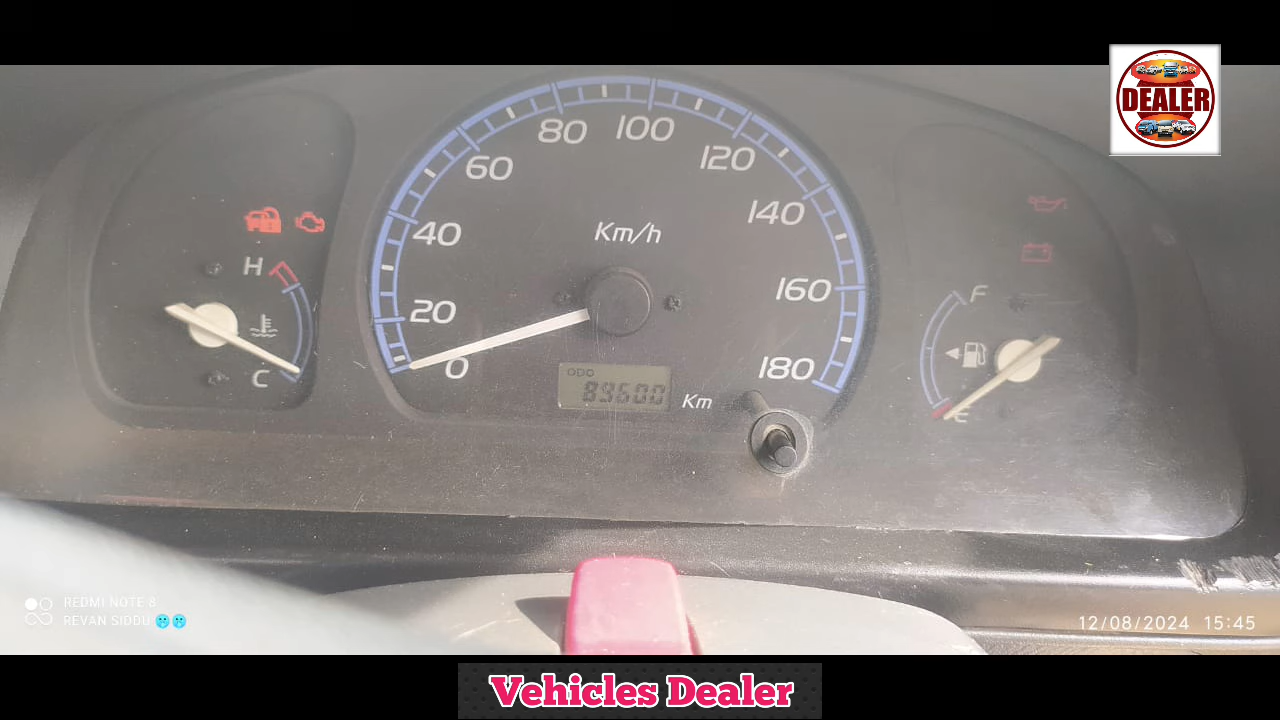 DEALER
80
100
60
120
40
140
Km/h
H
F
20
160
C
0
180
ODO
Km
E
REDMI NOTE 8
REVAN SIDDU
12/08/2024 15:45
Vehicles Dealer